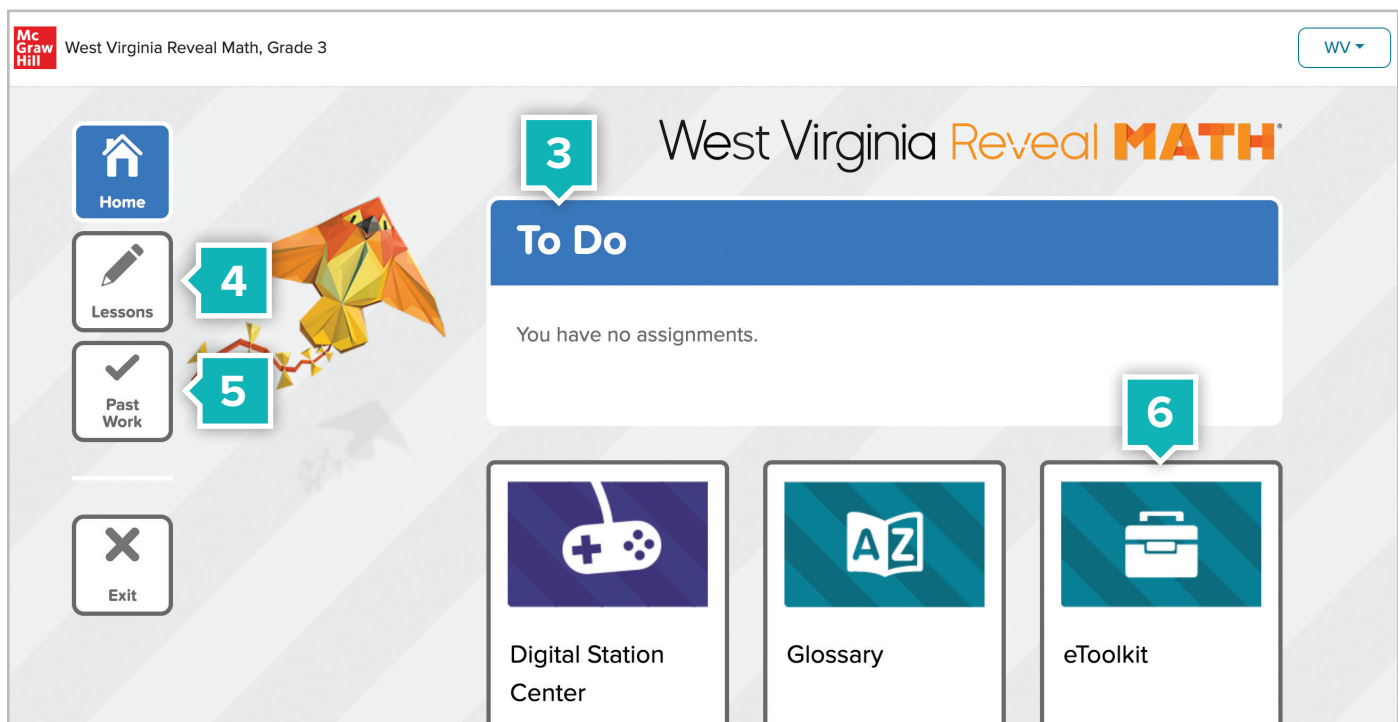 Mc
Graw
Hill
West Virginia Reveal Math, Grade 3
WV
West Virginia Reveal MATH®
3
Home
To Do
4
Lessons
You have no assignments.
5
Past
Work
6
AZ
Exit
Digital Station
Center
Glossary
eToolkit